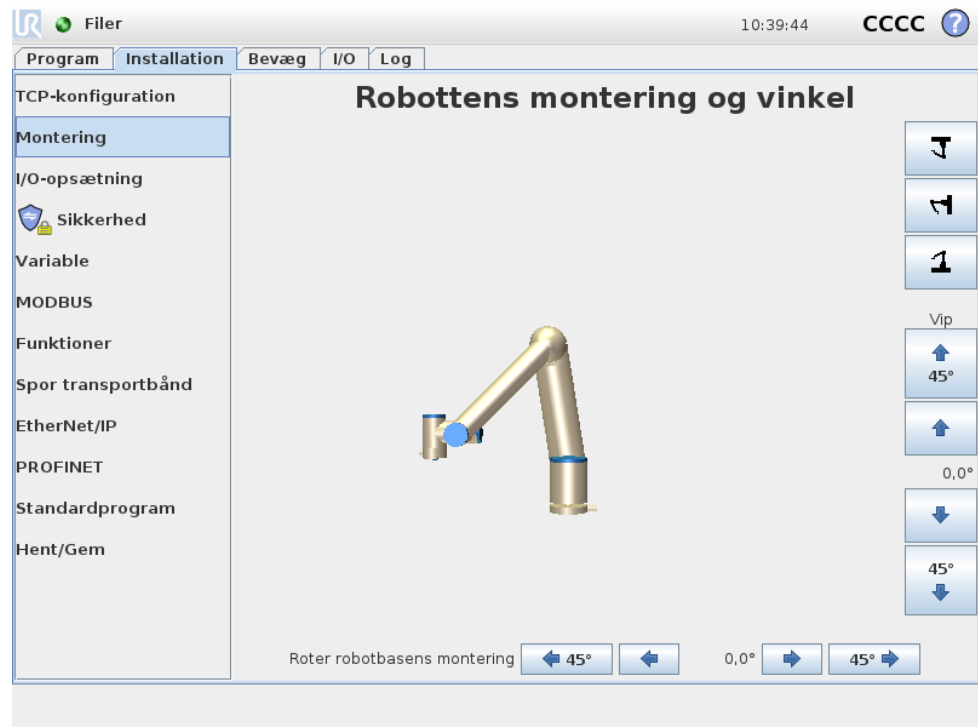 UR Filer 10:39:44 CCCC ?
Program Installation Bevæg I/O Log
TCP-konfiguration
Montering
I/O-opsætning
Sikkerhed
Variable
MODBUS
Funktioner
Spor transportbånd
EtherNet/IP
PROFINET
Standardprogram
Hent/Gem
Robottens montering og vinkel
Vip
45°
0,0°
45°
Roter robotbasens montering 45° 0,0° 45°